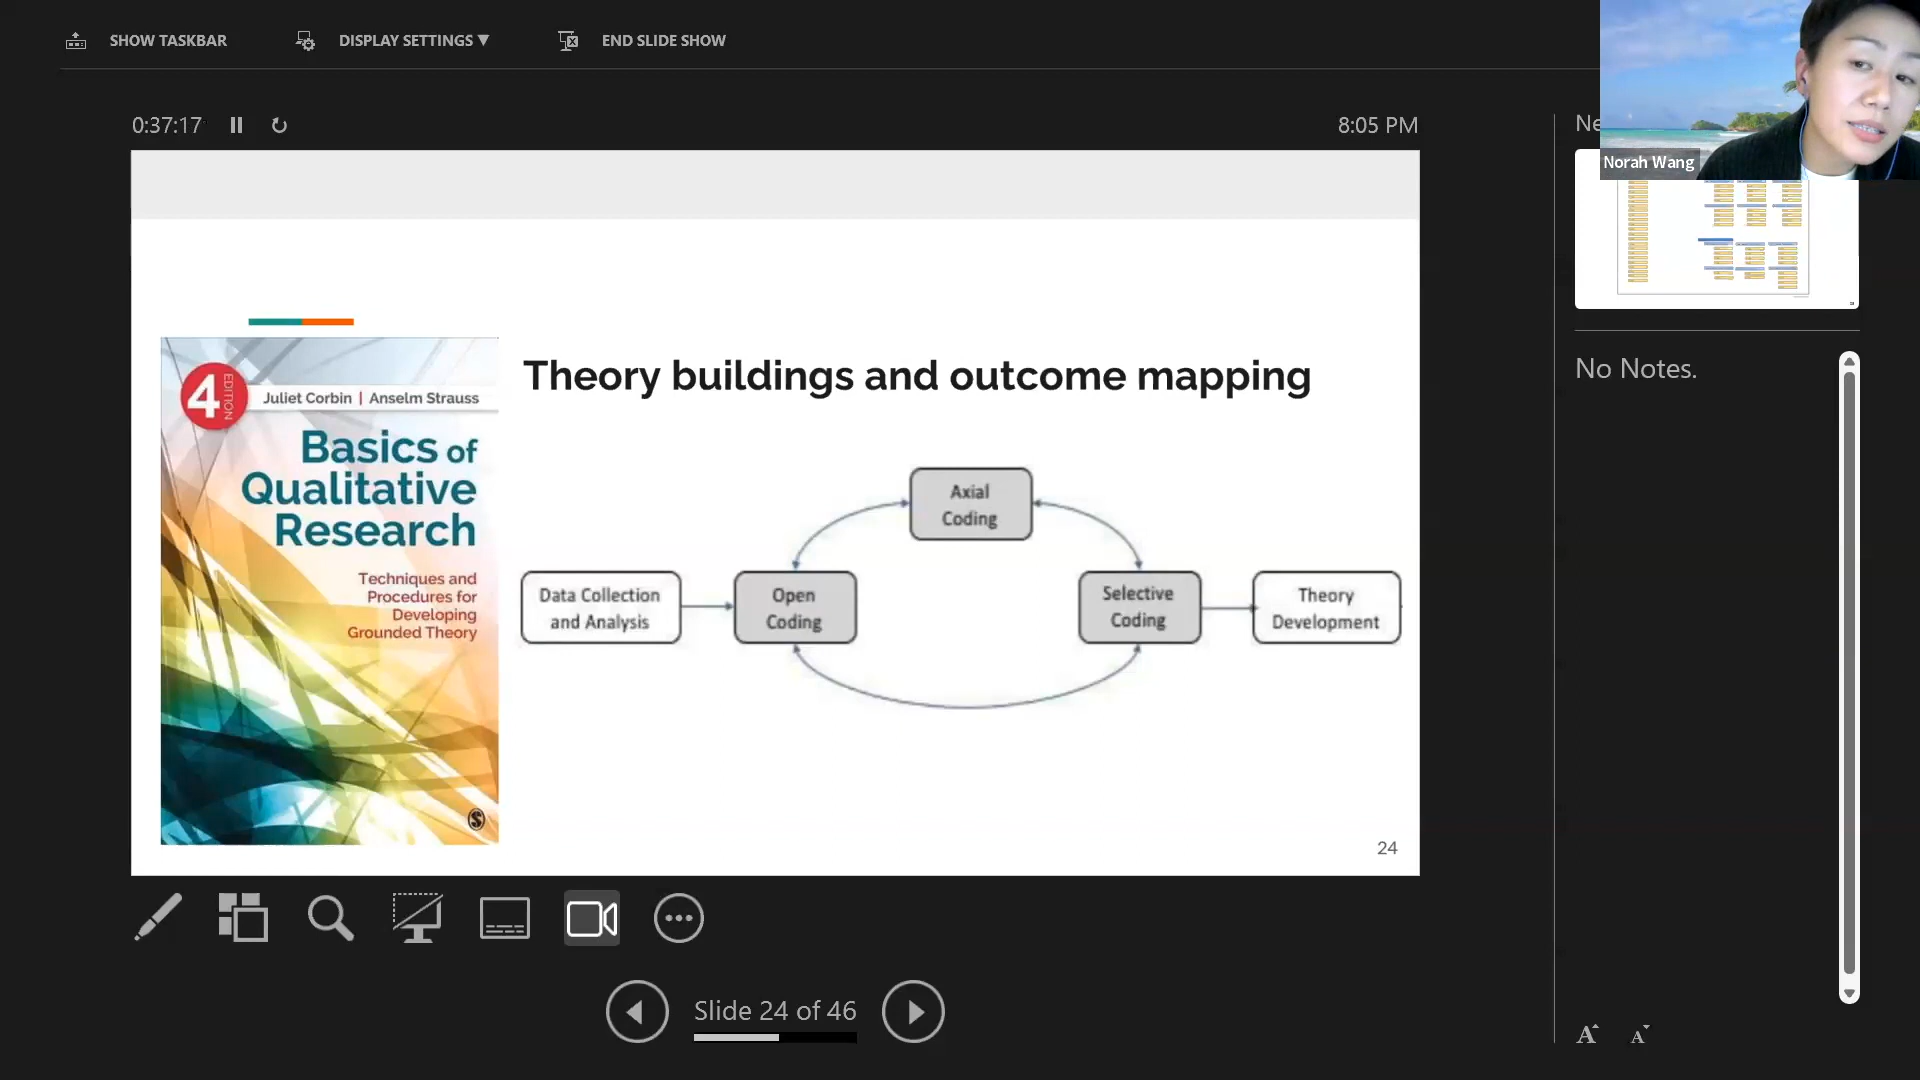 SHOW TASKBAR
DISPLAY SETTINGS ▼
END SLIDE SHOW
0:37:17
8:05 PM
Ne
Norah Wang
4
EDITION
Juliet Corbin | Anselm Strauss
Basics of
Qualitative
Research
Techniques and
Procedures for
Developing
Grounded Theory
Theory buildings and outcome mapping
Axial
Coding
Data Collection
and Analysis
Open
Coding
Selective
Coding
Theory
Development
24
No Notes.
Slide 24 of 46
A
A